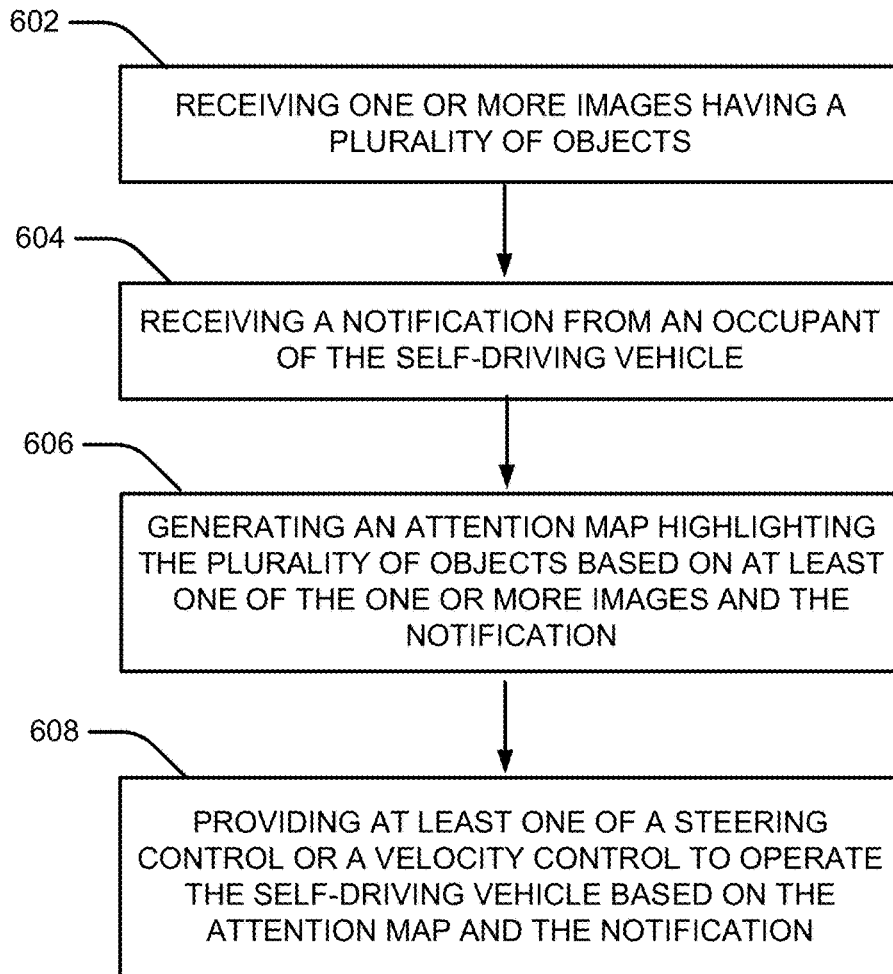 602
RECEIVING ONE OR MORE IMAGES HAVING A
PLURALITY OF OBJECTS
604
RECEIVING A NOTIFICATION FROM AN OCCUPANT
OF THE SELF-DRIVING VEHICLE
606
GENERATING AN ATTENTION MAP HIGHLIGHTING
THE PLURALITY OF OBJECTS BASED ON AT LEAST
ONE OF THE ONE OR MORE IMAGES AND THE
NOTIFICATION
608
PROVIDING AT LEAST ONE OF A STEERING
CONTROL OR A VELOCITY CONTROL TO OPERATE
THE SELF-DRIVING VEHICLE BASED ON THE
ATTENTION MAP AND THE NOTIFICATION